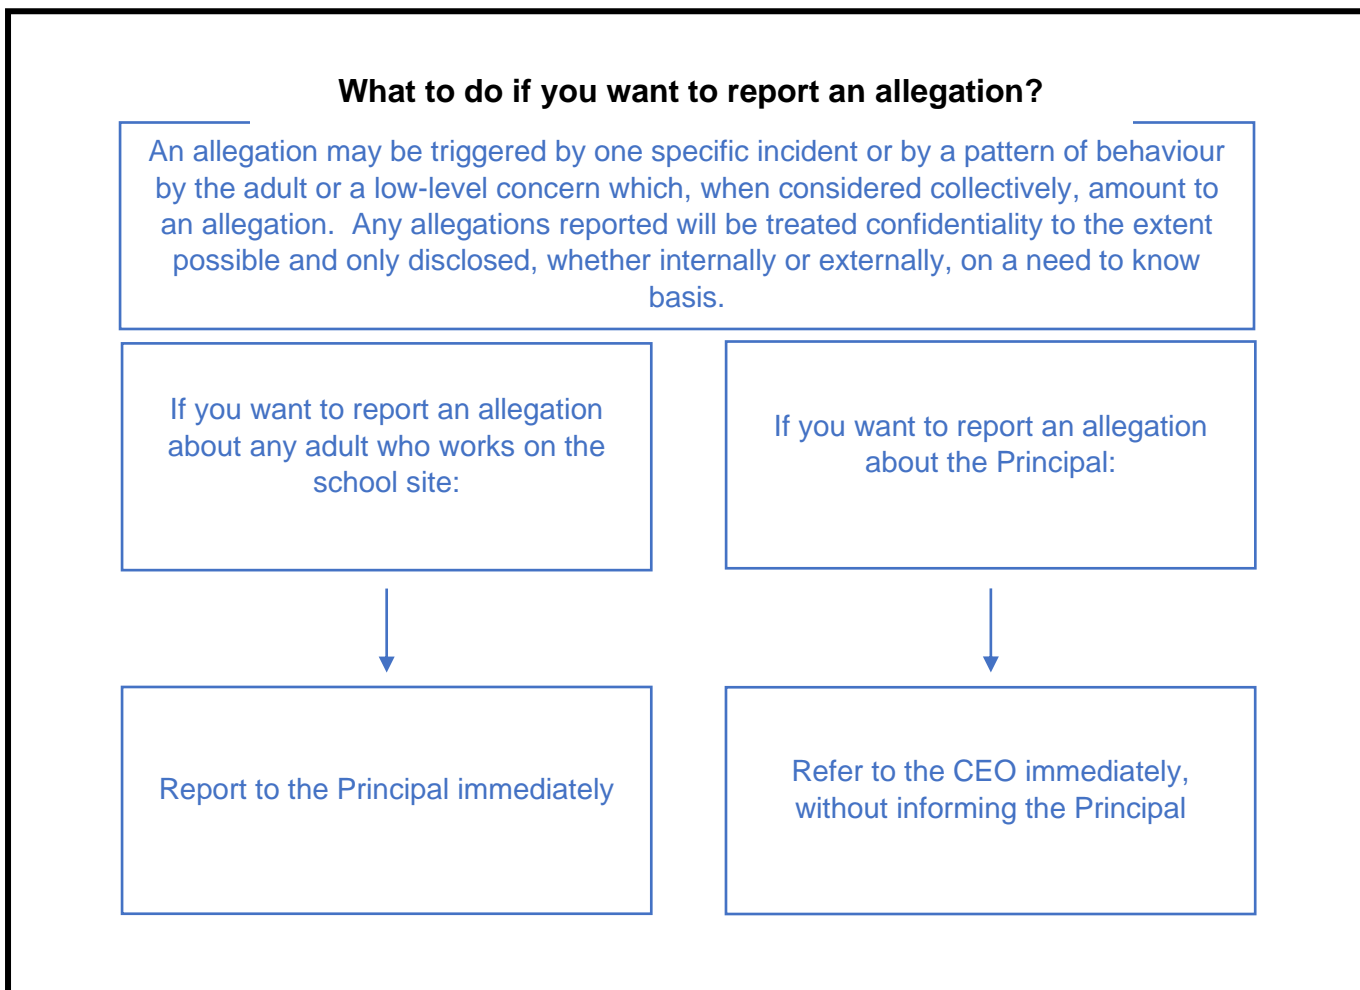 What to do if you want to report an allegation?
An allegation may be triggered by one specific incident or by a pattern of behaviour
by the adult or a low-level concern which, when considered collectively, amount to
an allegation.  Any allegations reported will be treated confidentiality to the extent
possible and only disclosed, whether internally or externally, on a need to know
basis.
If you want to report an allegation
about any adult who works on the
school site:
If you want to report an allegation
about the Principal:
Report to the Principal immediately
Refer to the CEO immediately,
without informing the Principal